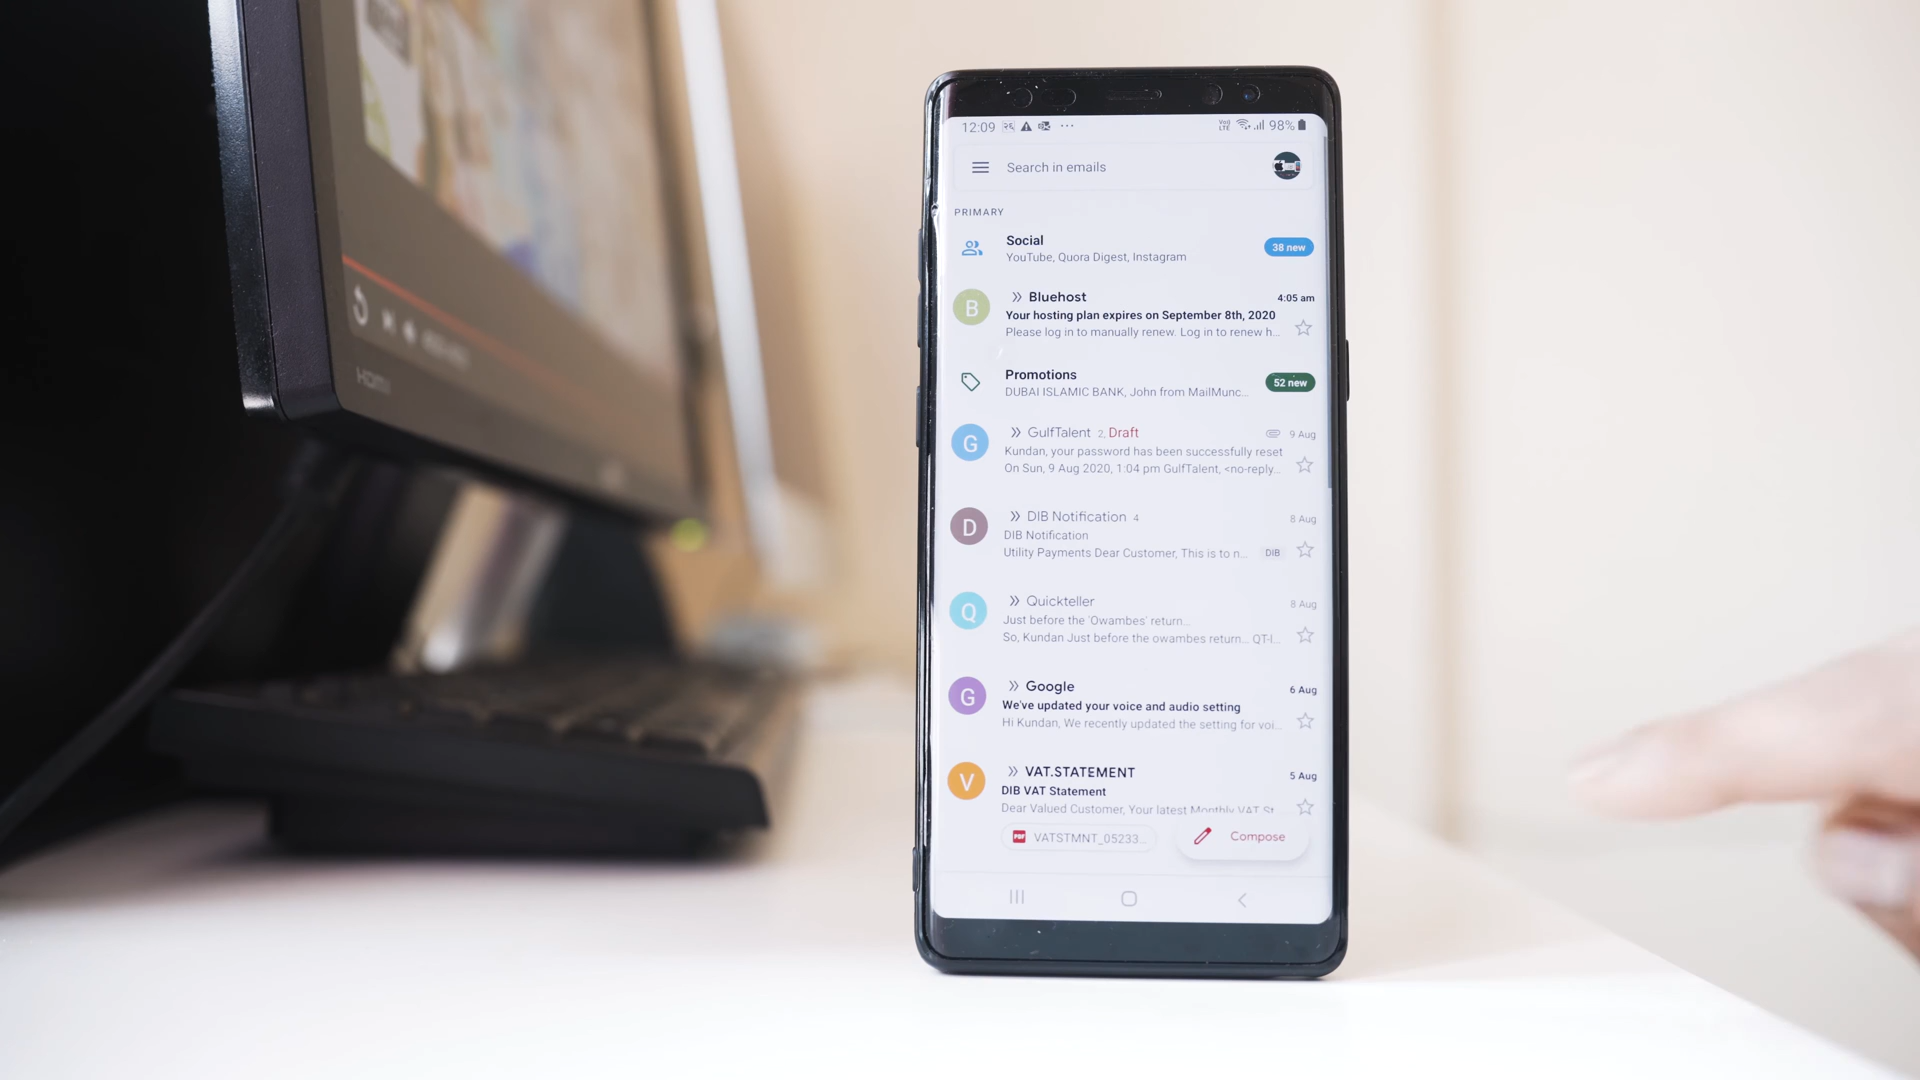 12:09
VoJ LTE 98%
Search in emails
PRIMARY
Social
38 new
YouTube, Quora Digest, Instagram
B
Bluehost
4:05 am
Your hosting plan expires on September 8th, 2020
Please log in to manually renew. Log in to renew h...
Promotions
52 new
DUBAI ISLAMIC BANK, John from MailMunc...
G
GulfTalent 2, Draft
9 Aug
Kundan, your password has been successfully reset
On Sun, 9 Aug 2020, 1:04 pm GulfTalent, <no-reply...
D
DIB Notification 4
8 Aug
DIB Notification
Utility Payments Dear Customer, This is to n...
DIB
Q
Quickteller
8 Aug
Just before the 'Owambes' return...
So, Kundan Just before the owambes return... QT-I...
G
Google
6 Aug
We've updated your voice and audio setting
Hi Kundan, We recently updated the setting for voi...
V
VAT.STATEMENT
5 Aug
DIB VAT Statement
Dear Valued Customer, Your latest Monthly VAT St
PDF VATSTMNT_05233...
Compose
HDMI